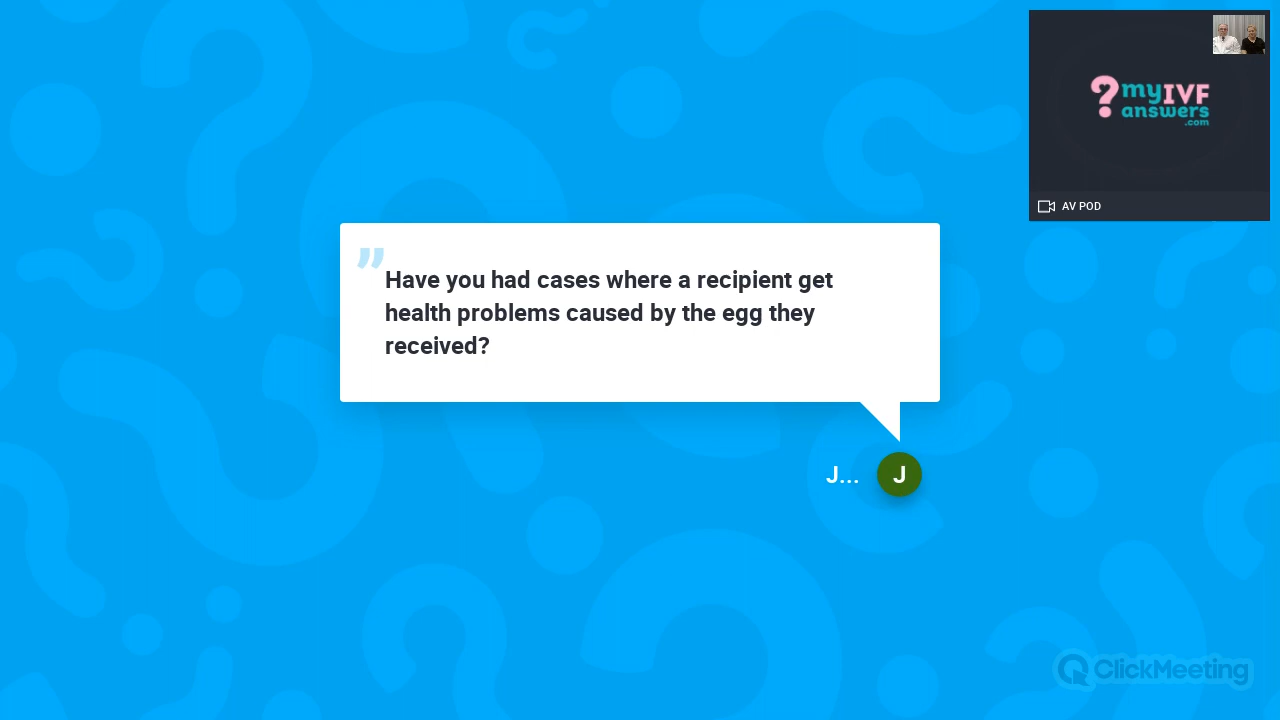 ?myIVF
answers
.com
AV POD
”
Have you had cases where a recipient get
health problems caused by the egg they
received?
J... J
ClickMeeting